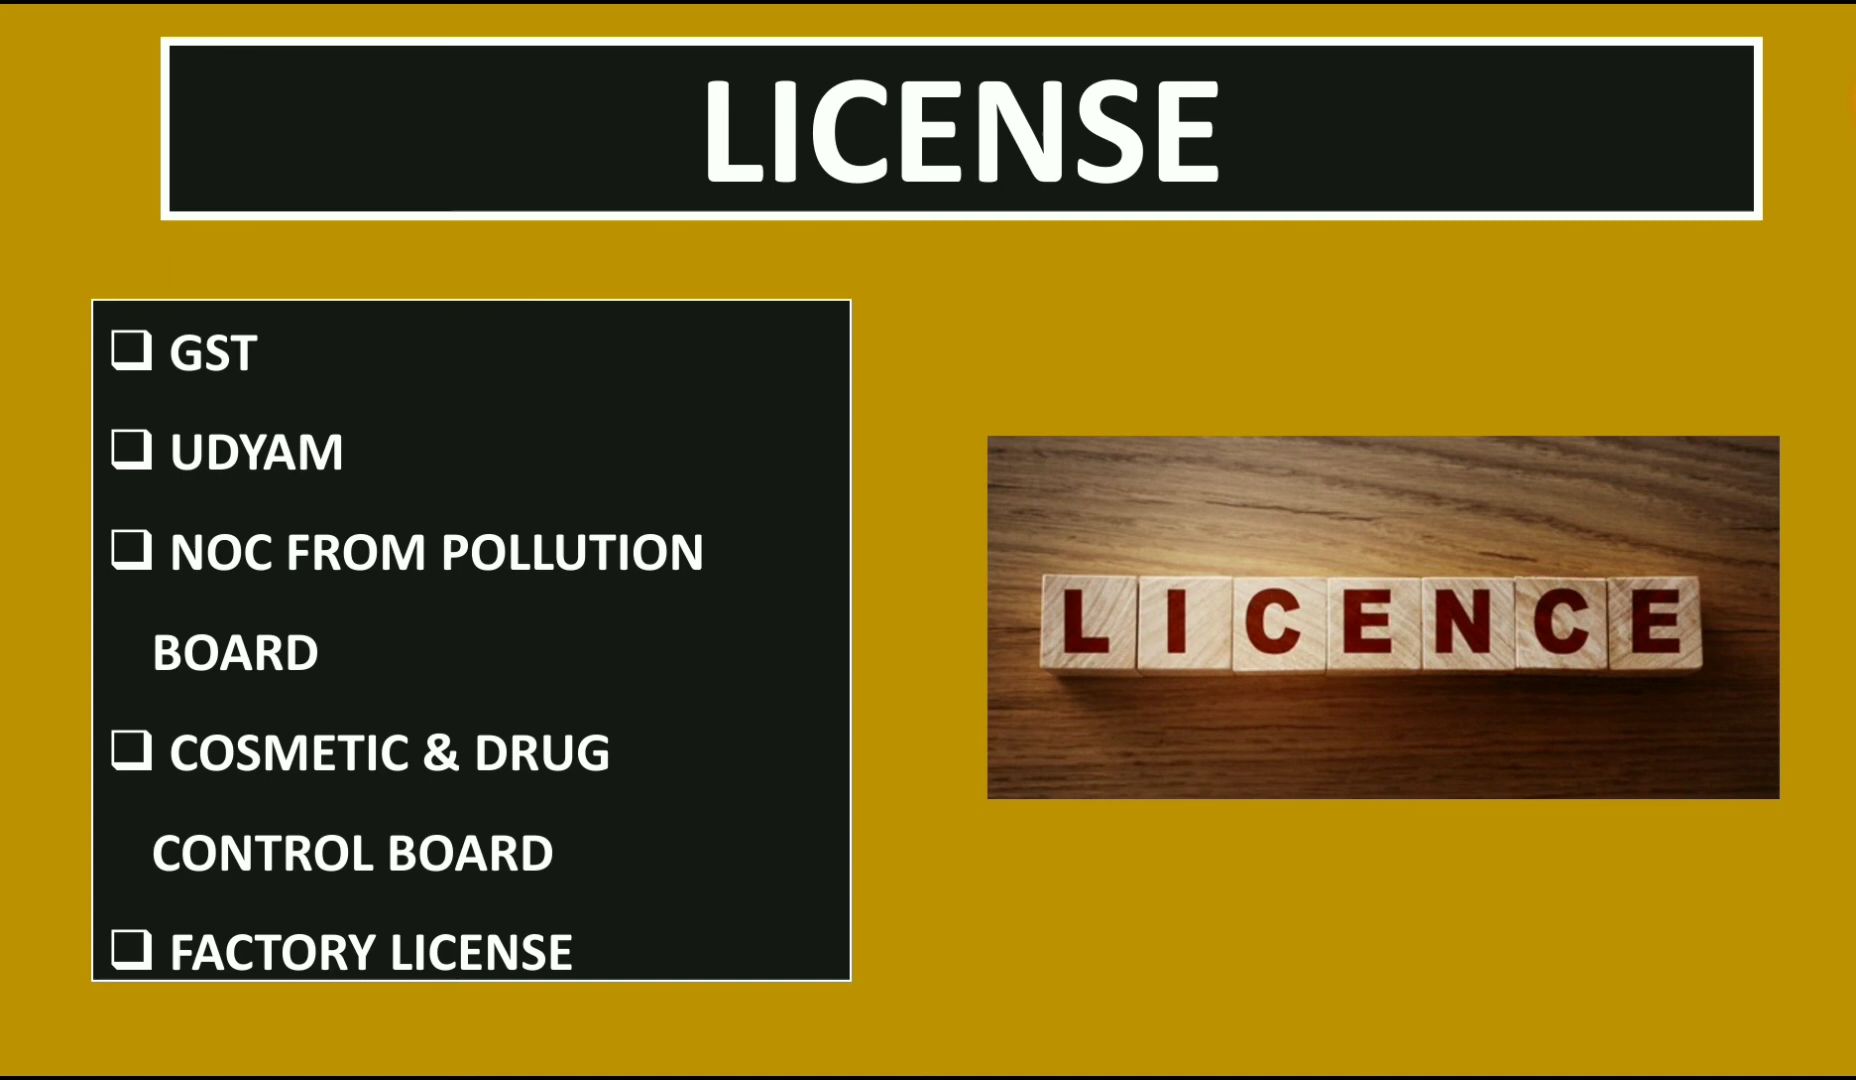 LICENSE
GST
UDYAM
NOC FROM POLLUTION
BOARD
COSMETIC & DRUG
CONTROL BOARD
FACTORY LICENSE
LICENCE